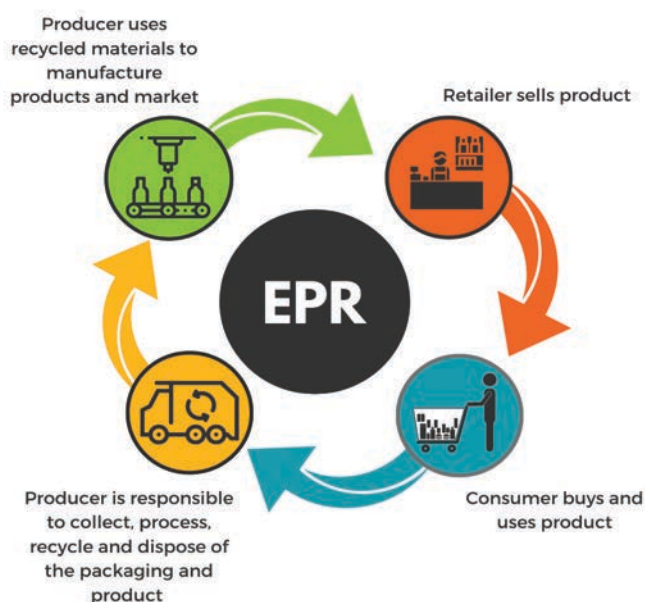 Producer uses
recycled materials to
manufacture
products and market
Retailer sells product
EPR
Consumer buys and
uses product
Producer is responsible
to collect, process,
recycle and dispose of
the packaging and
product